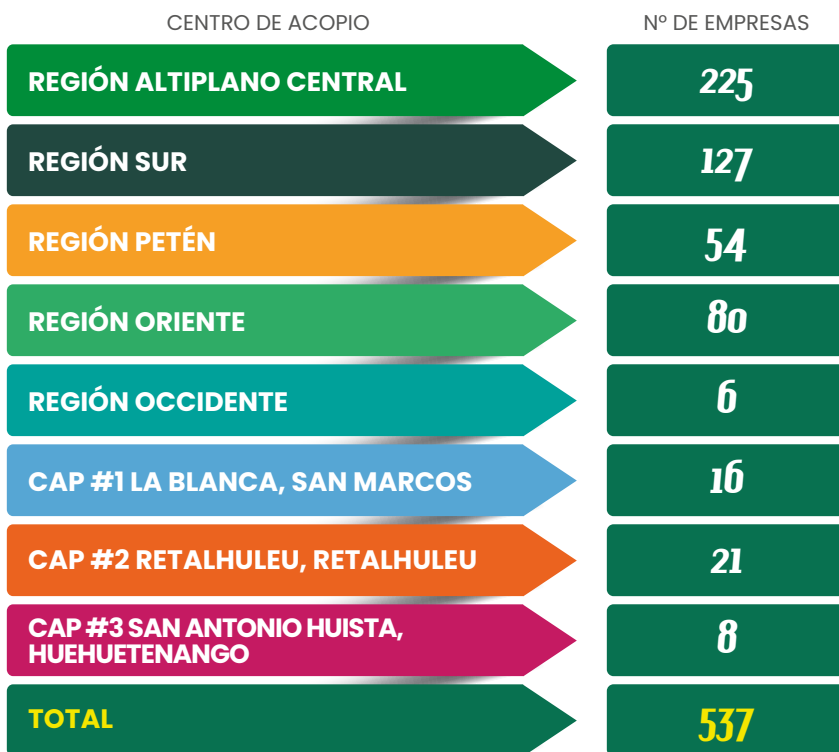 CENTRO DE ACOPIO Nº DE EMPRESAS
REGIÓN ALTIPLANO CENTRAL 225
REGIÓN SUR 127
REGIÓN PETÉN 54
REGIÓN ORIENTE 80
REGIÓN OCCIDENTE 6
CAP #1 LA BLANCA, SAN MARCOS 16
CAP #2 RETALHULEU, RETALHULEU 21
CAP #3 SAN ANTONIO HUISTA,
HUEHUETENANGO 8
TOTAL 537